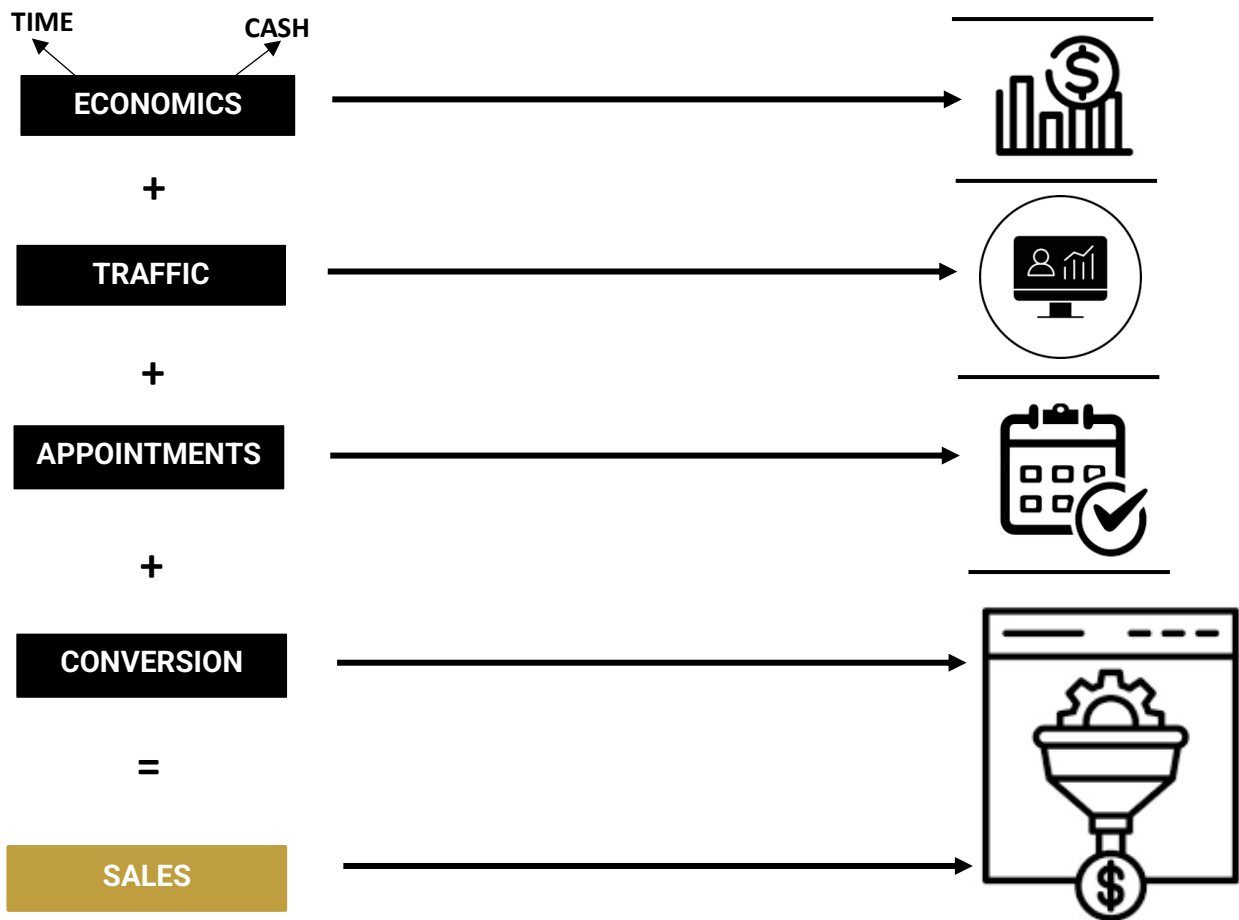 TIME
CASH
ECONOMICS
+
TRAFFIC
+
APPOINTMENTS
+
CONVERSION
=
SALES
$
$